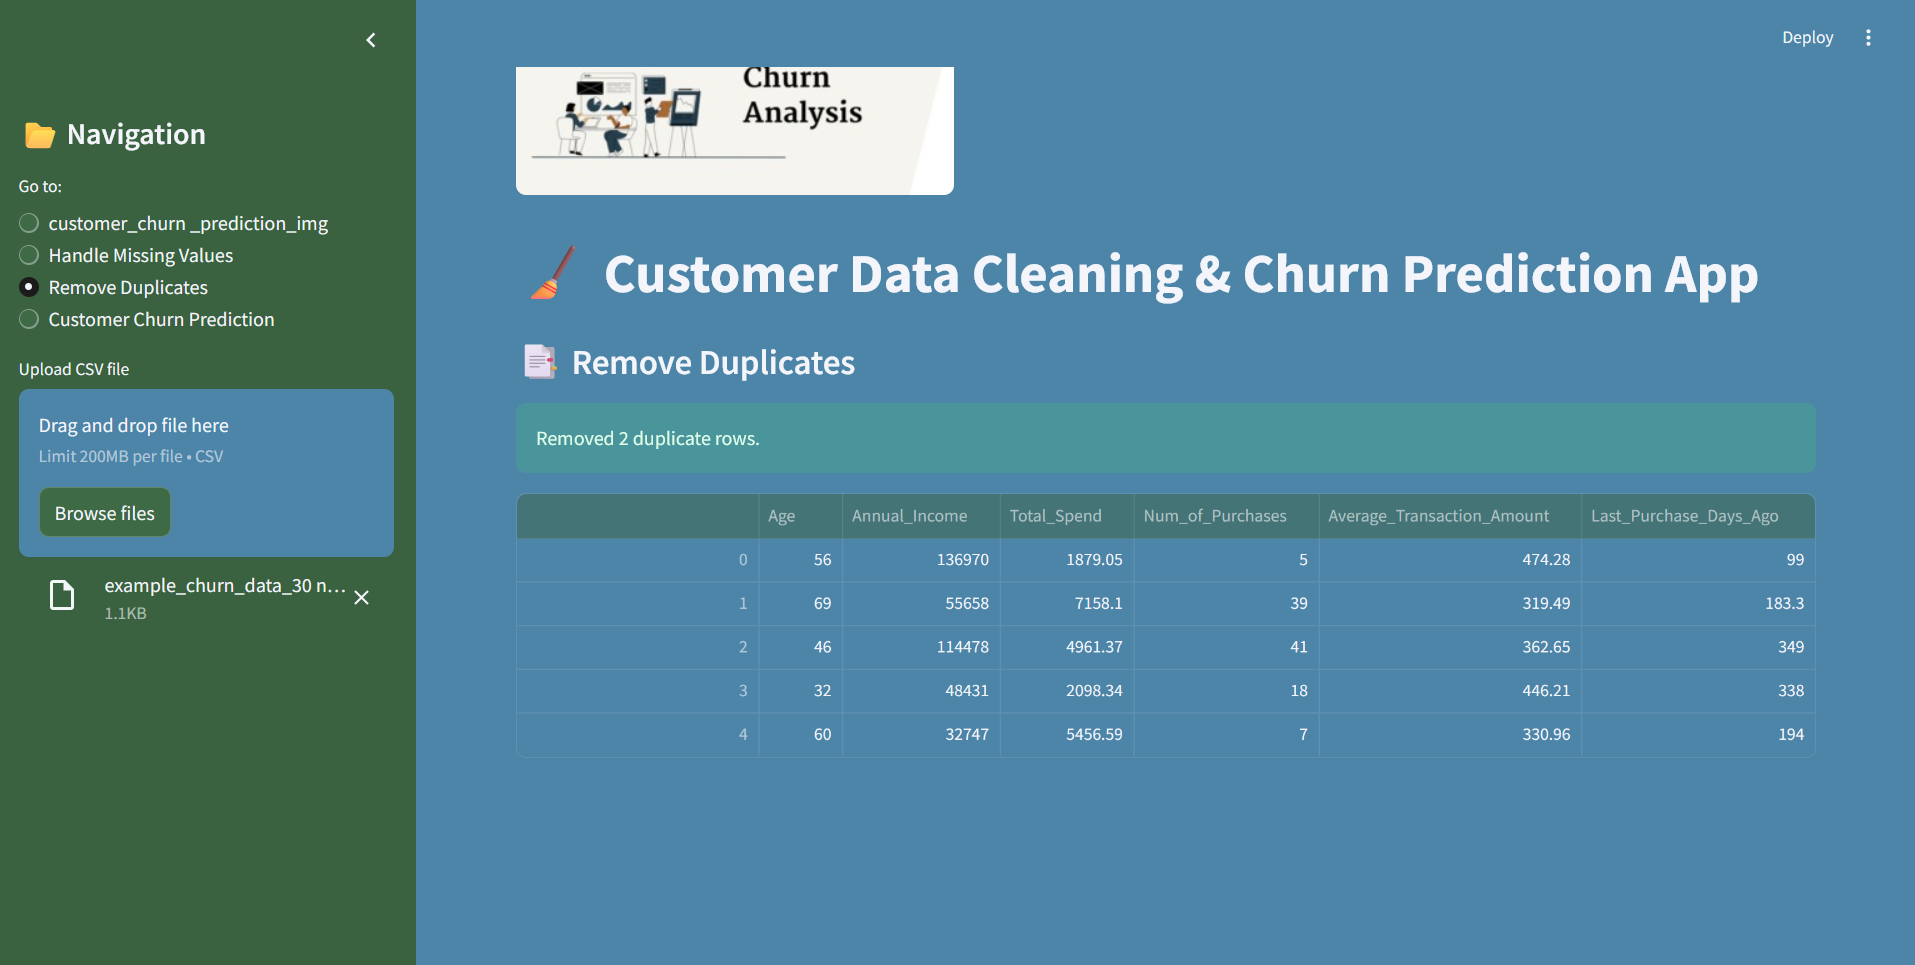 Deploy
Navigation
Go to:
customer_churn _prediction_img
Handle Missing Values
Remove Duplicates
Customer Churn Prediction
Upload CSV file
Drag and drop file here
Limit 200MB per file • CSV
Browse files
example_churn_data_30 n...
1.1KB
Churn
Analysis
Customer Data Cleaning & Churn Prediction App
Remove Duplicates
Removed 2 duplicate rows.
Age Annual_Income Total_Spend Num_of_Purchases Average_Transaction_Amount Last_Purchase_Days_Ago
0 56 136970 1879.05 5 474.28 99
1 69 55658 7158.1 39 319.49 183.3
2 46 114478 4961.37 41 362.65 349
3 32 48431 2098.34 18 446.21 338
4 60 32747 5456.59 7 330.96 194